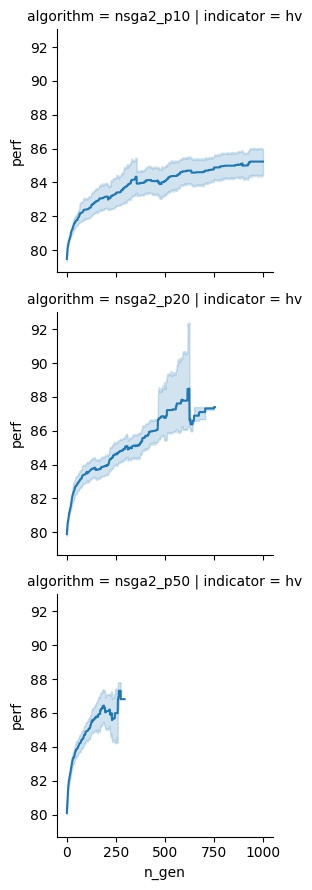 algorithm = nsga2_p10 | indicator = hv
92
90
88
86
84
82
80
perf
algorithm = nsga2_p20 | indicator = hv
92
90
88
86
84
82
80
perf
algorithm = nsga2_p50 | indicator = hv
92
90
88
86
84
82
80
perf
0 250 500 750 1000
n_gen